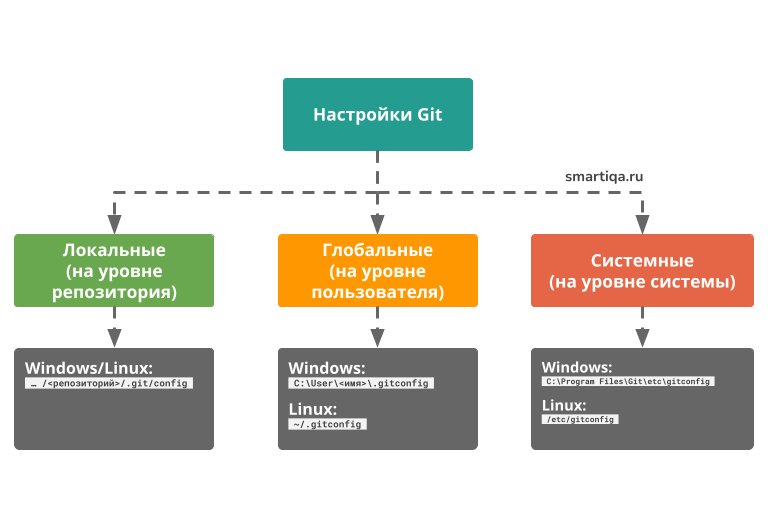 Настройки Git
smartiqa.ru
Локальные
(на уровне
репозитория)
Глобальные
(на уровне
пользователя)
Системные
(на уровне системы)
Windows/Linux:
… /<репозиторий>/.git/config
Windows:
C:\User\<имя>\.gitconfig
Linux:
~/.gitconfig
Windows:
C:\Program Files\Git\etc\gitconfig
Linux:
/etc/gitconfig